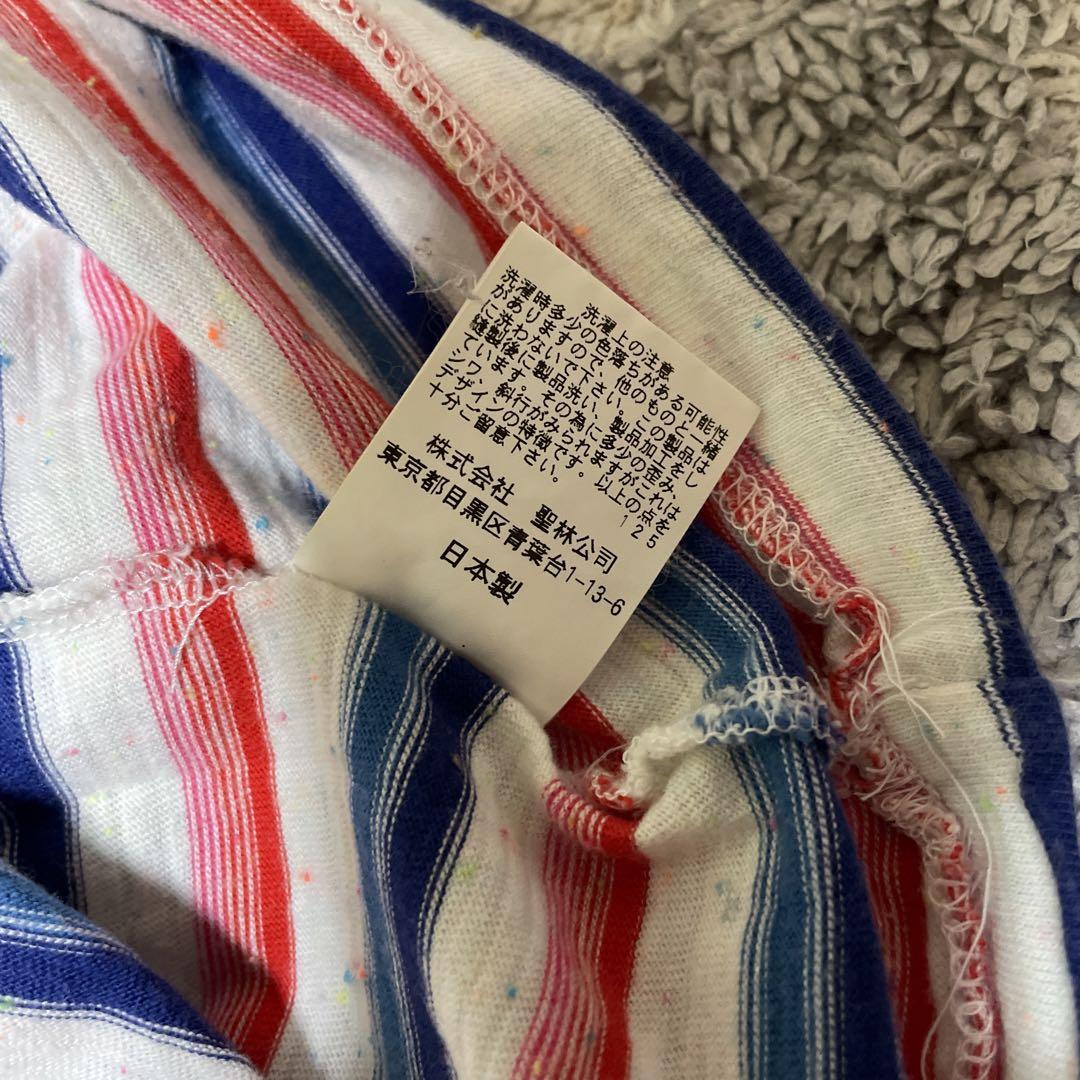 洗濯上の注意
洗濯時多少の色落ちがある可能性
がありますので、他のものと一緒
に洗わないで下さい。この製品は
縫製後に製品洗い、製品加工をし
ています。その為に多少の歪み、
シワ、斜行がみられますがこれは
デザインの特徴です。以上の点を
十分ご留意下さい。 125
株式会社 聖林公司
東京都目黒区青葉台1-13-6
日本製